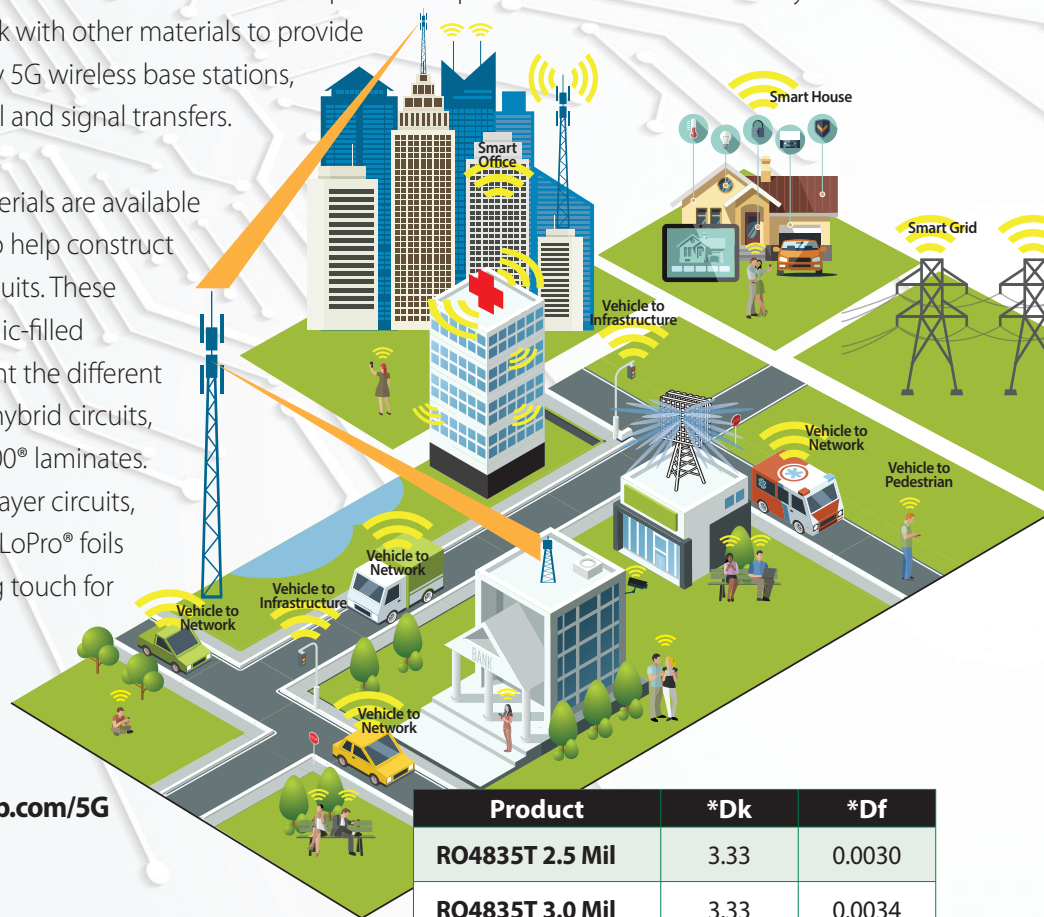 k with other materials to provide
5G wireless base stations,
and signal transfers.
are available
help construct
These
ic-filled
the different
hybrid circuits,
00® laminates.
ayer circuits,
LoPro® foils
touch for
p.com/5G
Smart
Office
Smart House
Smart Grid
Vehicle to
Infrastructure
Vehicle to
Network
Vehicle to
Pedestrian
Vehicle to
Network
Vehicle to
Infrastructure
Vehicle to
Network
BANK
Vehicle to
Network
Product *Dk *Df
RO4835T 2.5 Mil 3.33 0.0030
RO4835T 3.0 Mil 3.33 0.0034